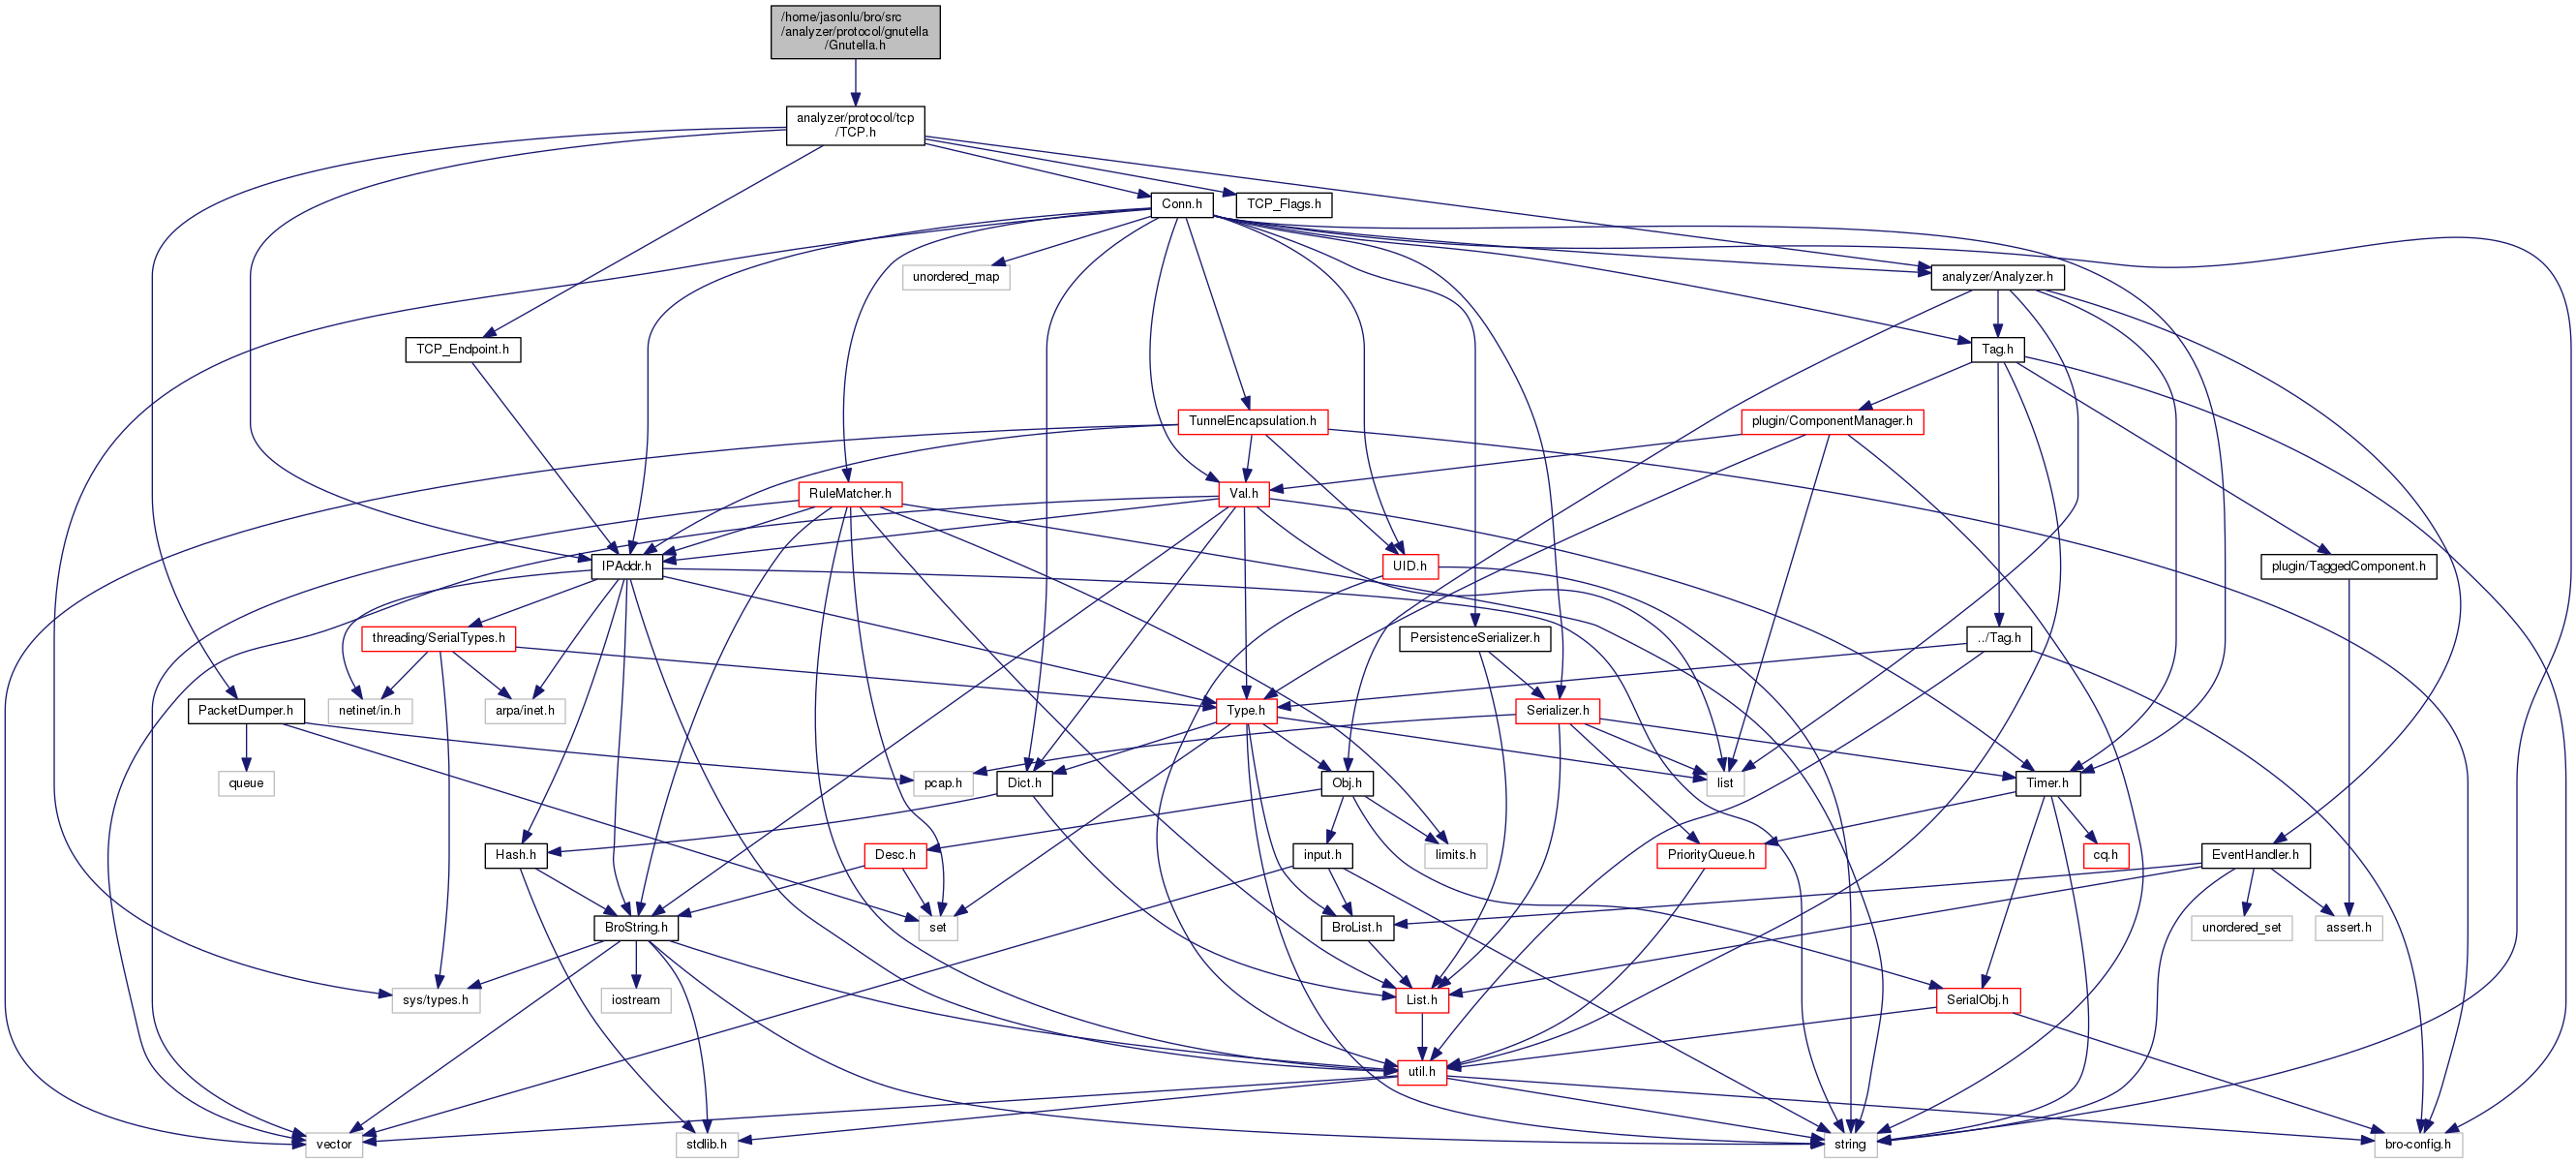 /home/jasonlu/bro/src
/analyzer/protocol/gnutella
/Gnutella.h
analyzer/protocol/tcp
/TCP.h
Conn.h
TCP_Flags.h
unordered_map
analyzer/Analyzer.h
TCP_Endpoint.h
Tag.h
TunnelEncapsulation.h
plugin/ComponentManager.h
RuleMatcher.h
Val.h
IPAddr.h
UID.h
plugin/TaggedComponent.h
threading/SerialTypes.h
PersistenceSerializer.h
../Tag.h
PacketDumper.h
netinet/in.h
arpa/inet.h
Type.h
Serializer.h
queue
pcap.h
Dict.h
Obj.h
list
Timer.h
Hash.h
Desc.h
input.h
limits.h
PriorityQueue.h
cq.h
EventHandler.h
BroString.h
set
BroList.h
unordered_set
assert.h
sys/types.h
iostream
List.h
SerialObj.h
util.h
vector
stdlib.h
string
bro-config.h